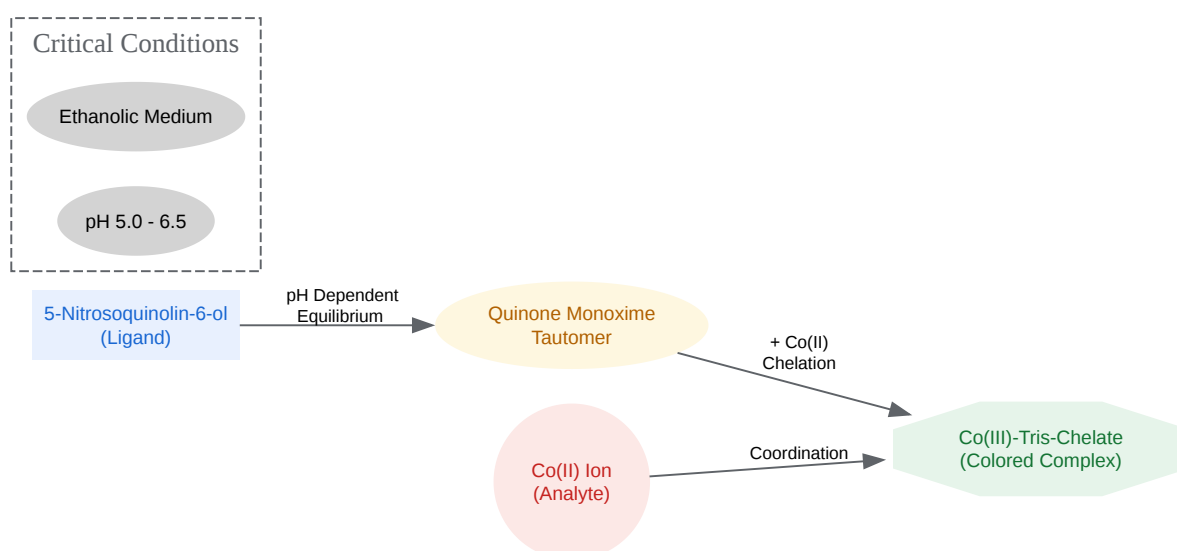 Critical Conditions
Ethanolic Medium
pH 5.0 - 6.5
5-Nitrosoquinolin-6-ol
(Ligand)
pH Dependent
Equilibrium
Quinone Monoxime
Tautomer
+ Co(II)
Chelation
Co(II) Ion
(Analyte)
Coordination
Co(III)-Tris-Chelate
(Colored Complex)